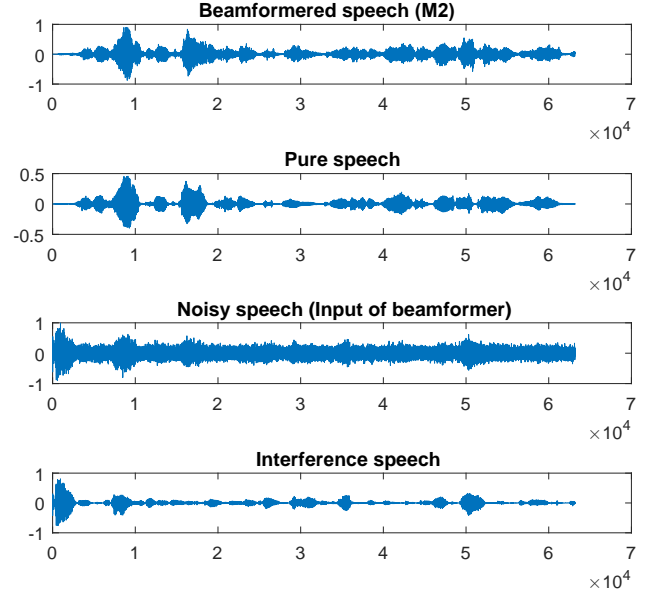 Beamformered speech (M2)
1
0
-1
0 1 2 3 4 5 6 7
×10^4
Pure speech
0.5
0
-0.5
0 1 2 3 4 5 6 7
×10^4
Noisy speech (Input of beamformer)
1
0
-1
0 1 2 3 4 5 6 7
×10^4
Interference speech
1
0
-1
0 1 2 3 4 5 6 7
×10^4